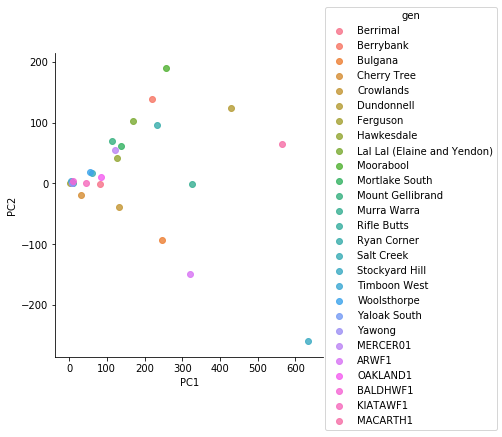 gen
Berrimal
Berrybank
Bulgana
Cherry Tree
Crowlands
Dundonnell
Ferguson
Hawkesdale
Lal Lal (Elaine and Yendon)
Moorabool
Mortlake South
Mount Gellibrand
Murra Warra
Rifle Butts
Ryan Corner
Salt Creek
Stockyard Hill
Timboon West
Woolsthorpe
Yaloak South
Yawong
MERCER01
ARWF1
OAKLAND1
BALDHWF1
KIATAWF1
MACARTH1
200
100
0
−100
−200
PC2
0 100 200 300 400 500 600
PC1